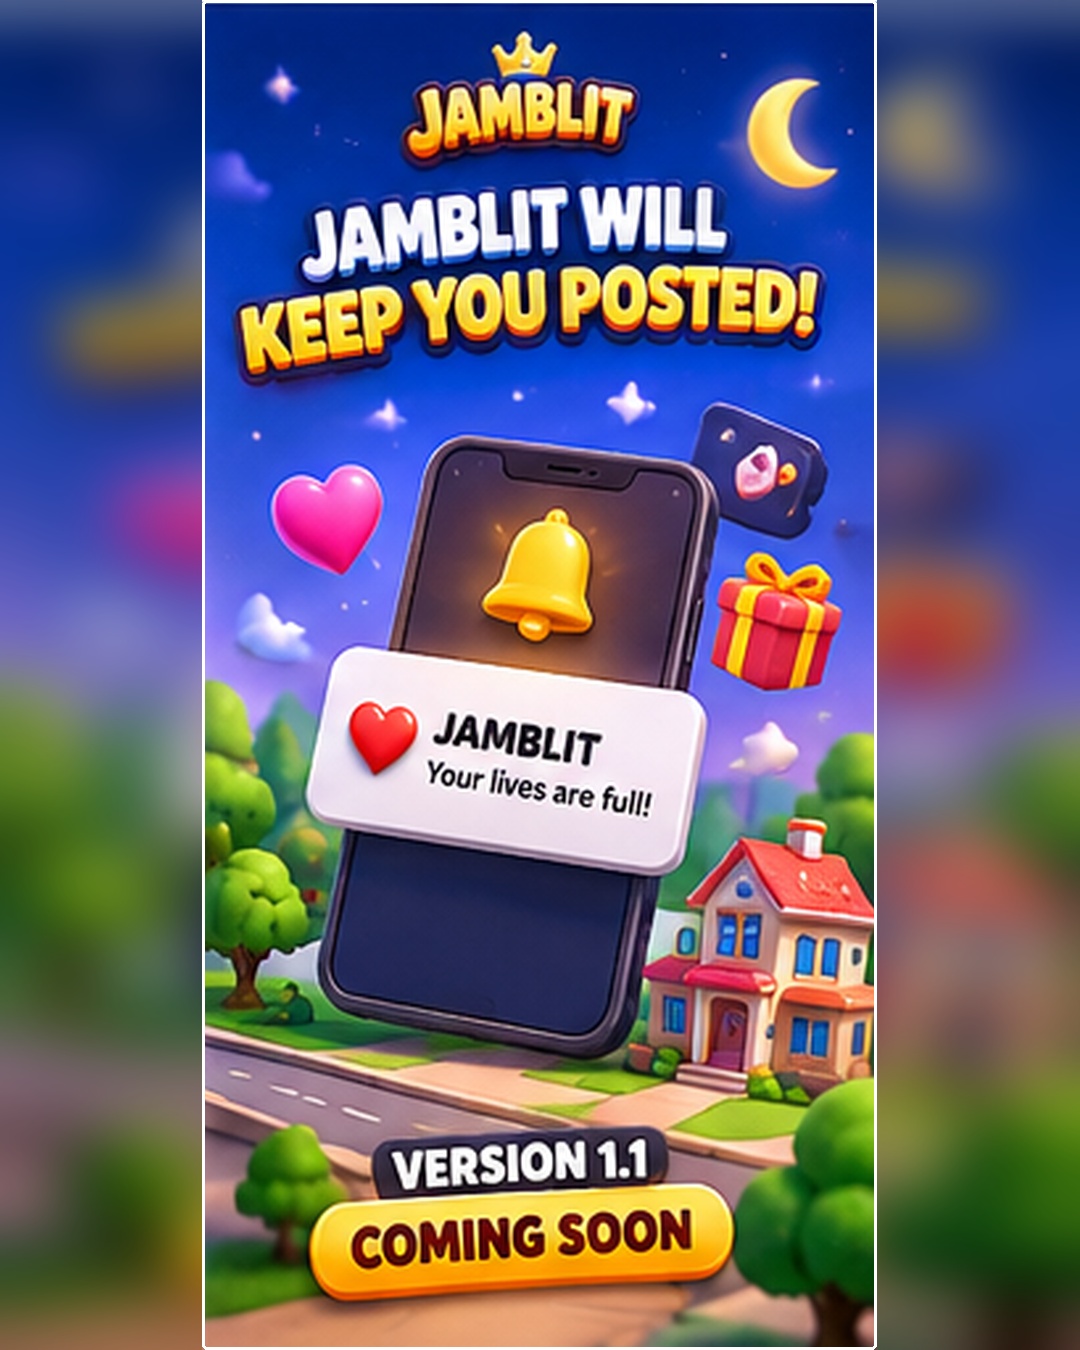 JAMBLIT
JAMBLIT WILL
KEEP YOU POSTED!
JAMBLIT
Your lives are full!
VERSION 1.1
COMING SOON